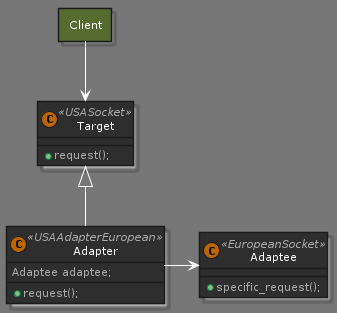 Client
C
«USASocket»
Target
request();
C
«USAAdapterEuropean»
Adapter
Adaptee adaptee;
request();
C
«EuropeanSocket»
Adaptee
specific_request();